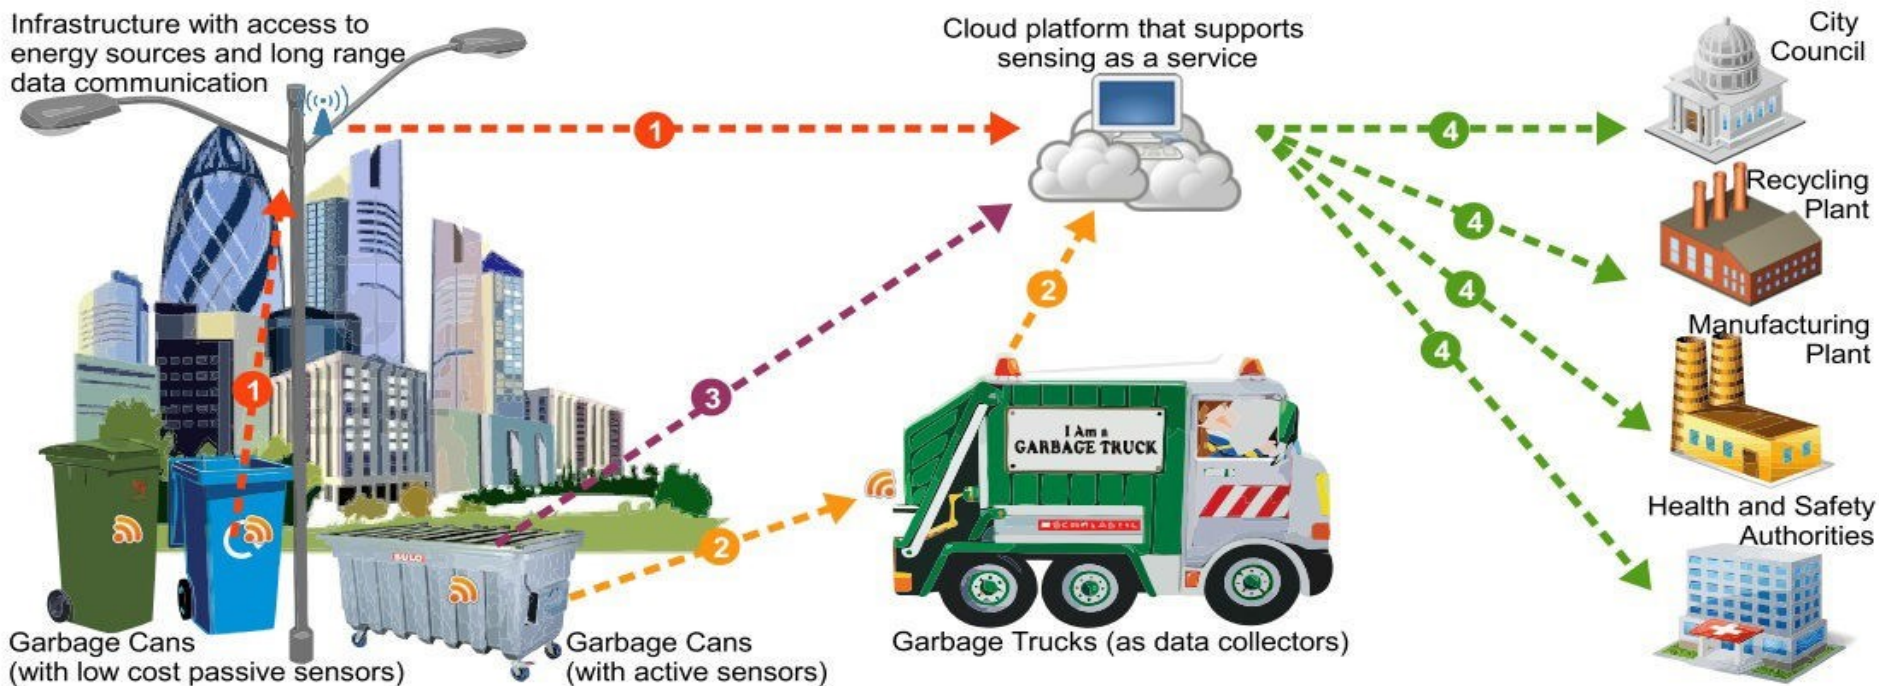 Infrastructure with access to
energy sources and long range
data communication
Cloud platform that supports
sensing as a service
City
Council
1
4
Recycling
Plant
4
2
4
Manufacturing
Plant
4
1
3
I Am a
GARBAGE TRUCK
Health and Safety
Authorities
SCHOLASTIC
2
SULO
Garbage Cans
(with low cost passive sensors)
Garbage Cans
(with active sensors)
Garbage Trucks (as data collectors)